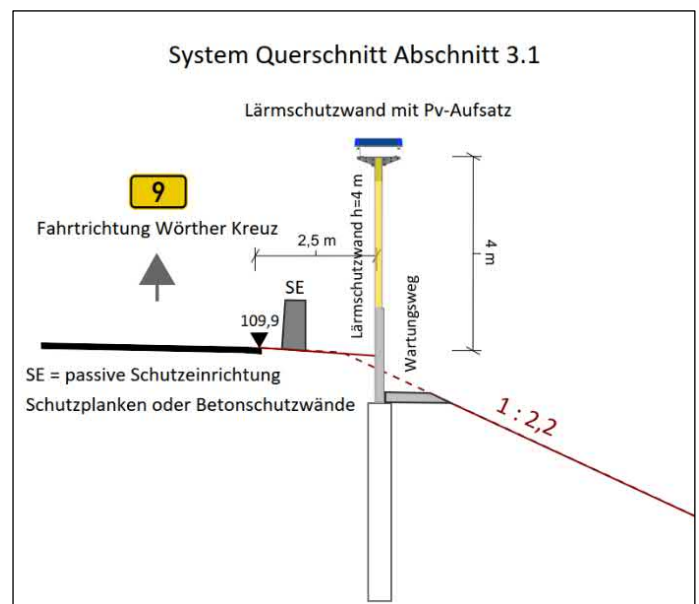 System Querschnitt Abschnitt 3.1
Lärmschutzwand mit Pv-Aufsatz
9
Fahrtrichtung Wörther Kreuz
2,5 m
Lärmschutzwand h=4 m
4 m
SE
109,9
Wartungsweg
SE = passive Schutzeinrichtung
Schutzplanken oder Betonschutzwände
1 : 2,2